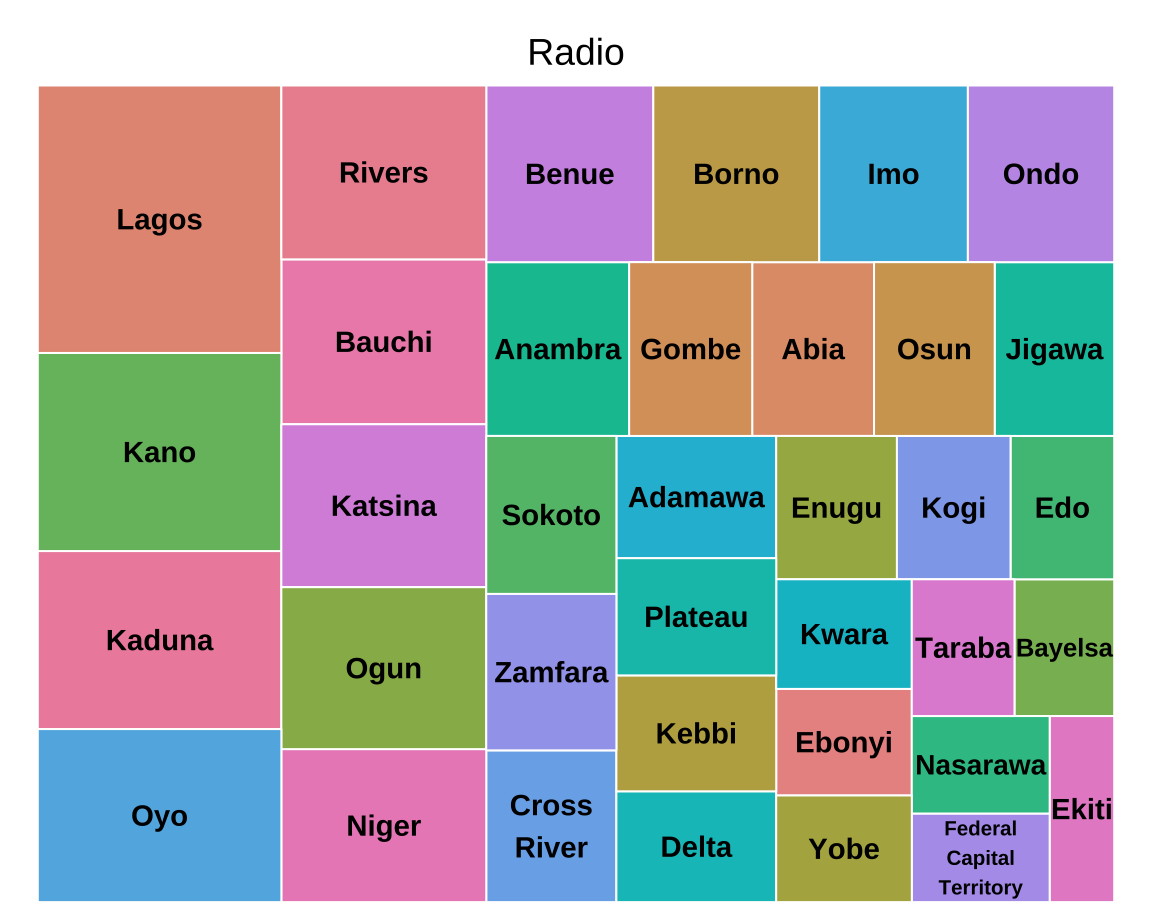 Radio
Lagos
Kano
Kaduna
Oyo
Rivers
Bauchi
Katsina
Ogun
Niger
Benue
Borno
Imo
Ondo
Anambra
Gombe
Abia
Osun
Jigawa
Sokoto
Zamfara
Cross
River
Adamawa
Plateau
Kebbi
Delta
Enugu
Kogi
Edo
Kwara
Ebonyi
Yobe
Taraba
Bayelsa
Nasarawa
Federal
Capital
Territory
Ekiti